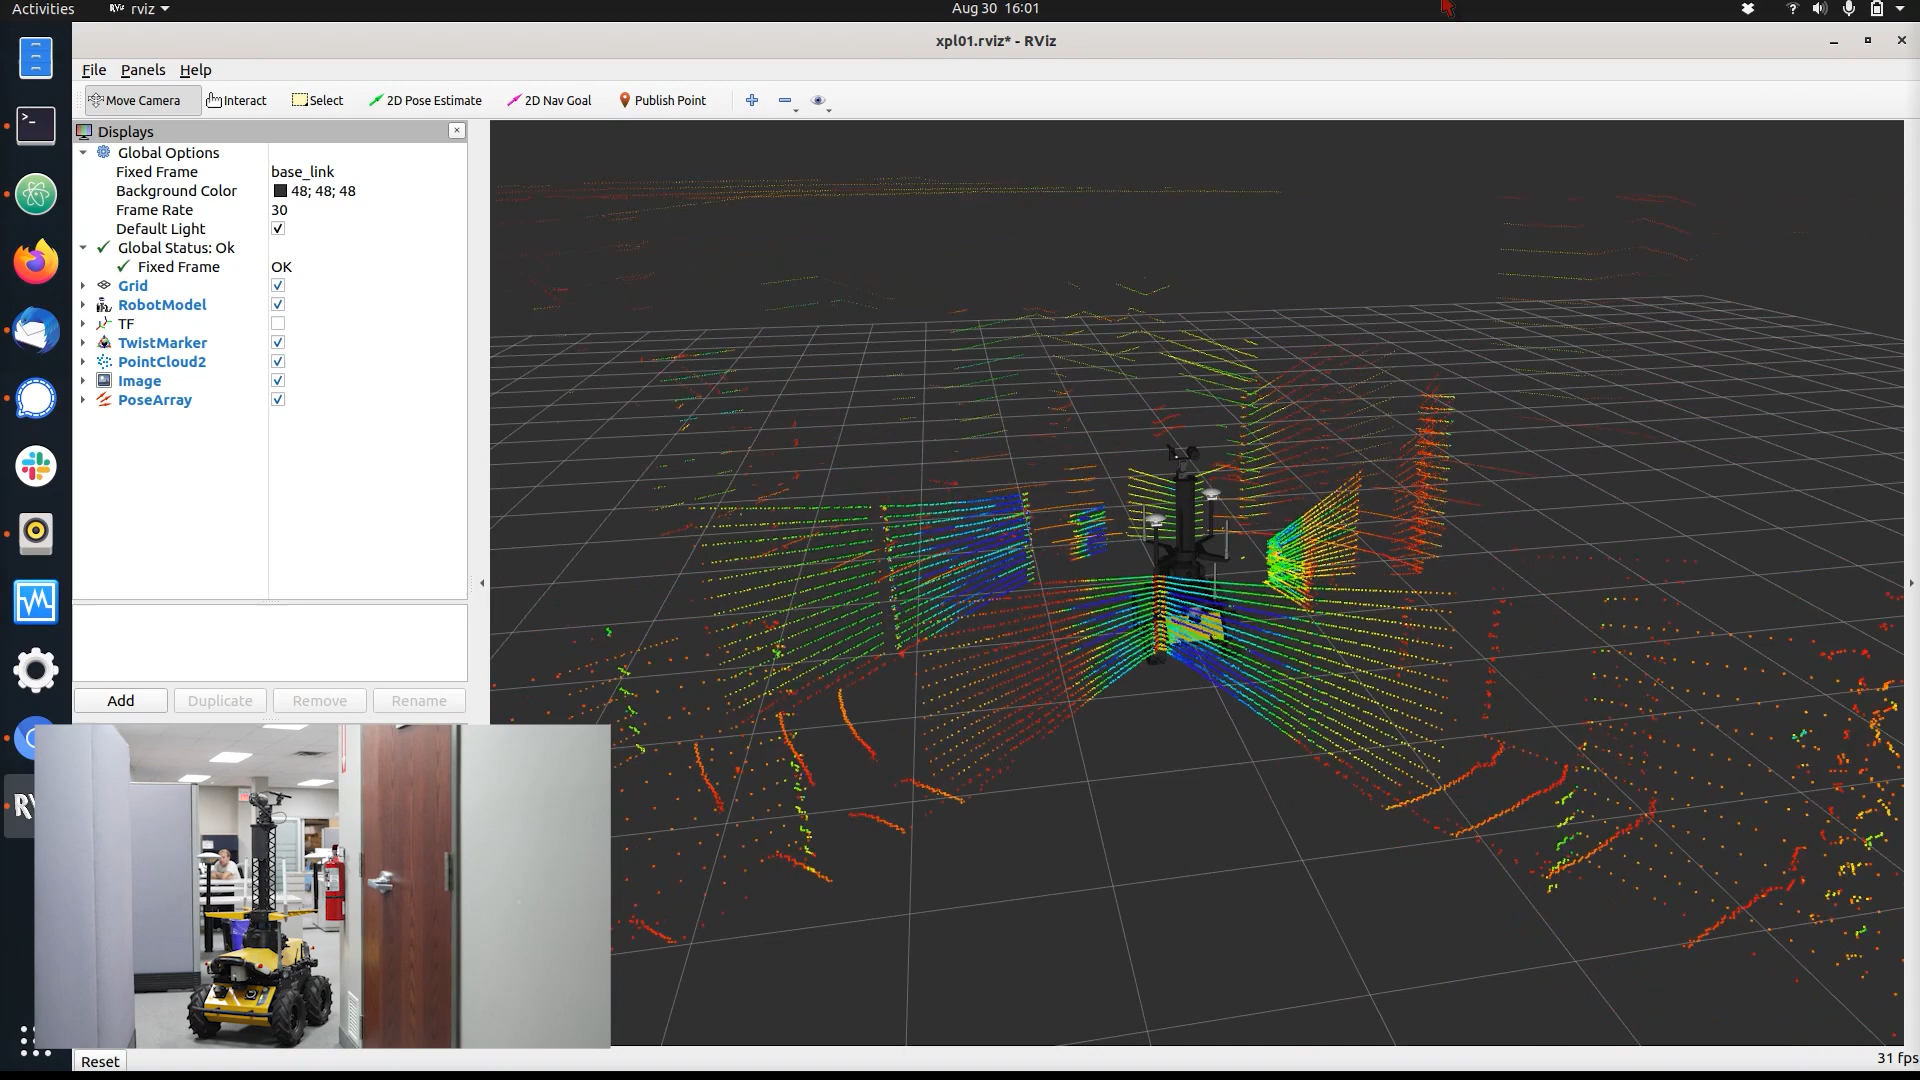 Activities
RViz rviz
Aug 30 16:01
xpl01.rviz* - RViz
File Panels Help
Move Camera Interact Select 2D Pose Estimate 2D Nav Goal Publish Point
Displays
Global Options
Fixed Frame base_link
Background Color 48; 48; 48
Frame Rate 30
Default Light
Global Status: Ok
Fixed Frame OK
Grid
RobotModel
TF
TwistMarker
PointCloud2
Image
PoseArray
Add Duplicate Remove Rename
RV
Reset
31 fps